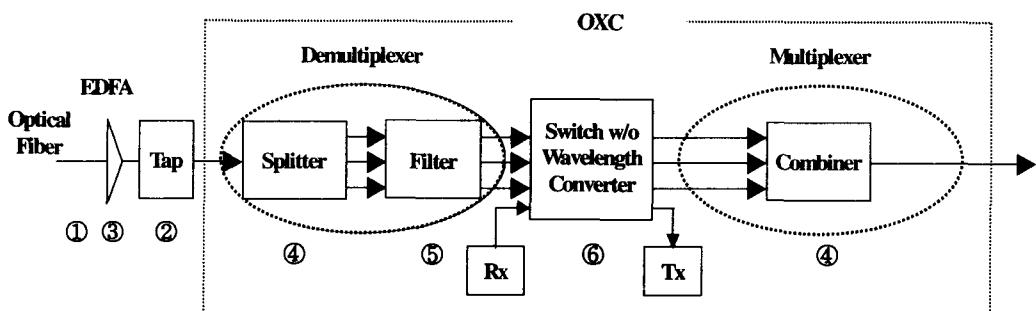 OXC
Demultiplexer
Multiplexer
EDFA
Optical
Fiber
Tap
Splitter
Filter
Switch w/o
Wavelength
Converter
Combiner
Rx
Tx
① ③ ② ④ ⑤ ⑥ ④